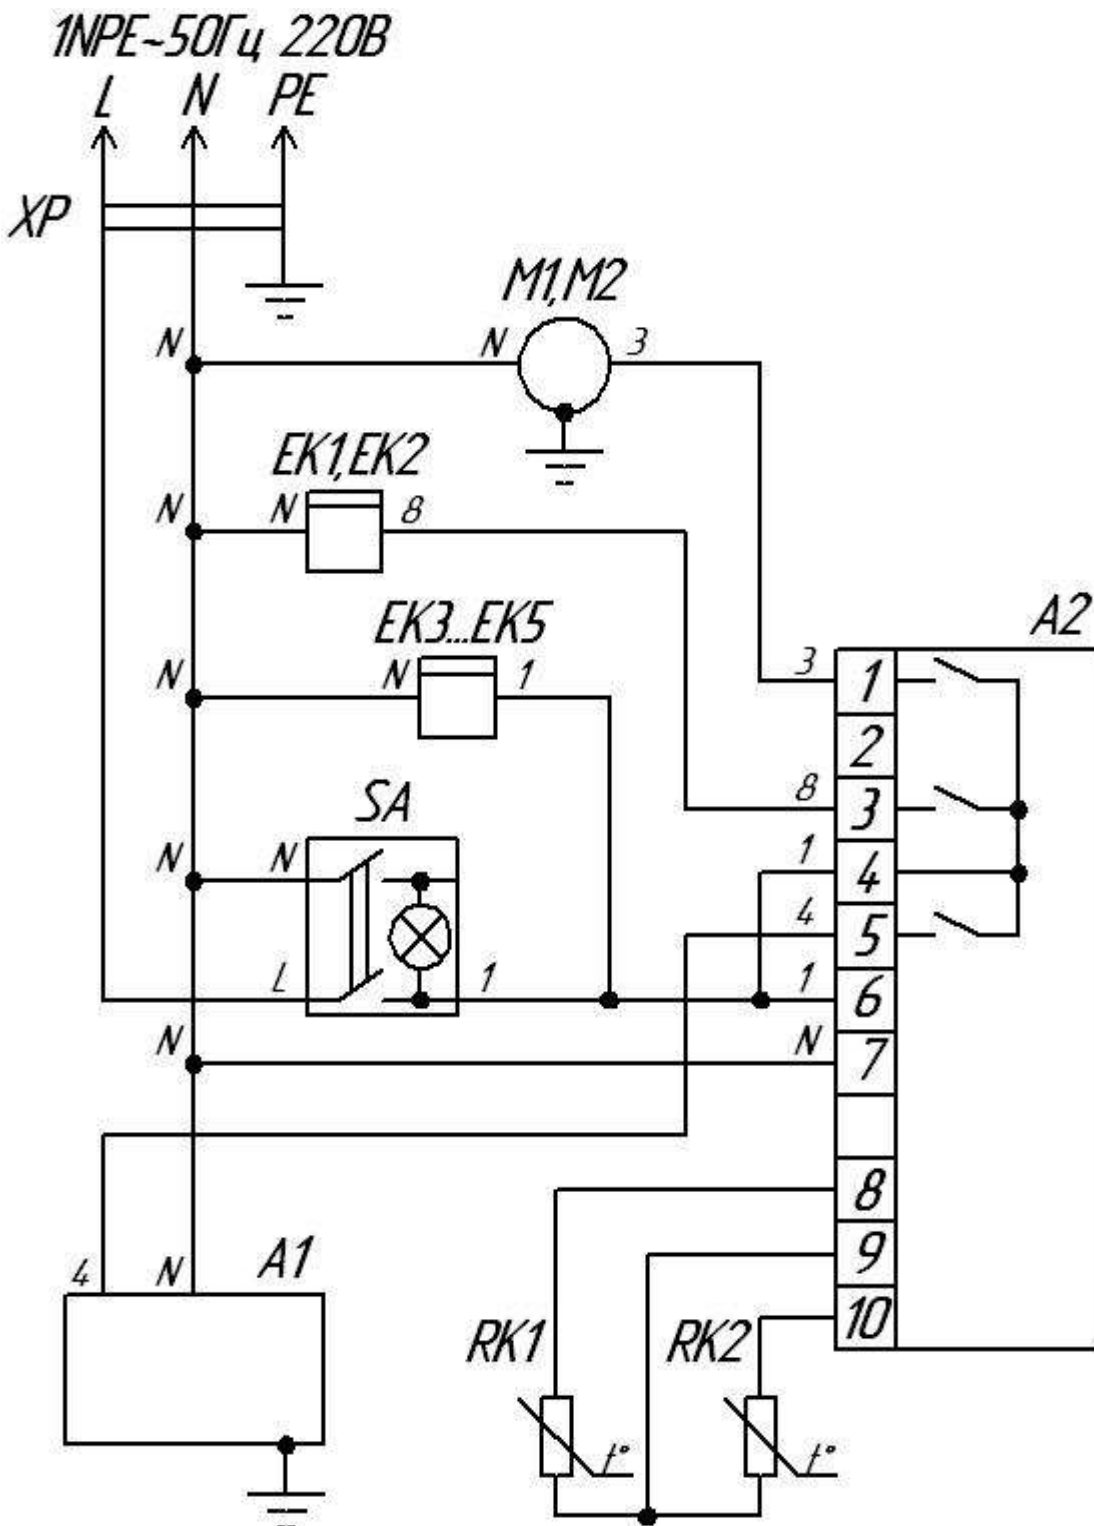 1NPE~50Гц 220В
L N PE
XP
M1,M2
N N 3
EK1,EK2
N N 8
EK3...EK5
A2
N N 1
3 1
2
SA
8 3
N N
1 4
4 5
L 1 1 6
N N 7
8
4 N A1
9
RK1 RK2 10
t° t°